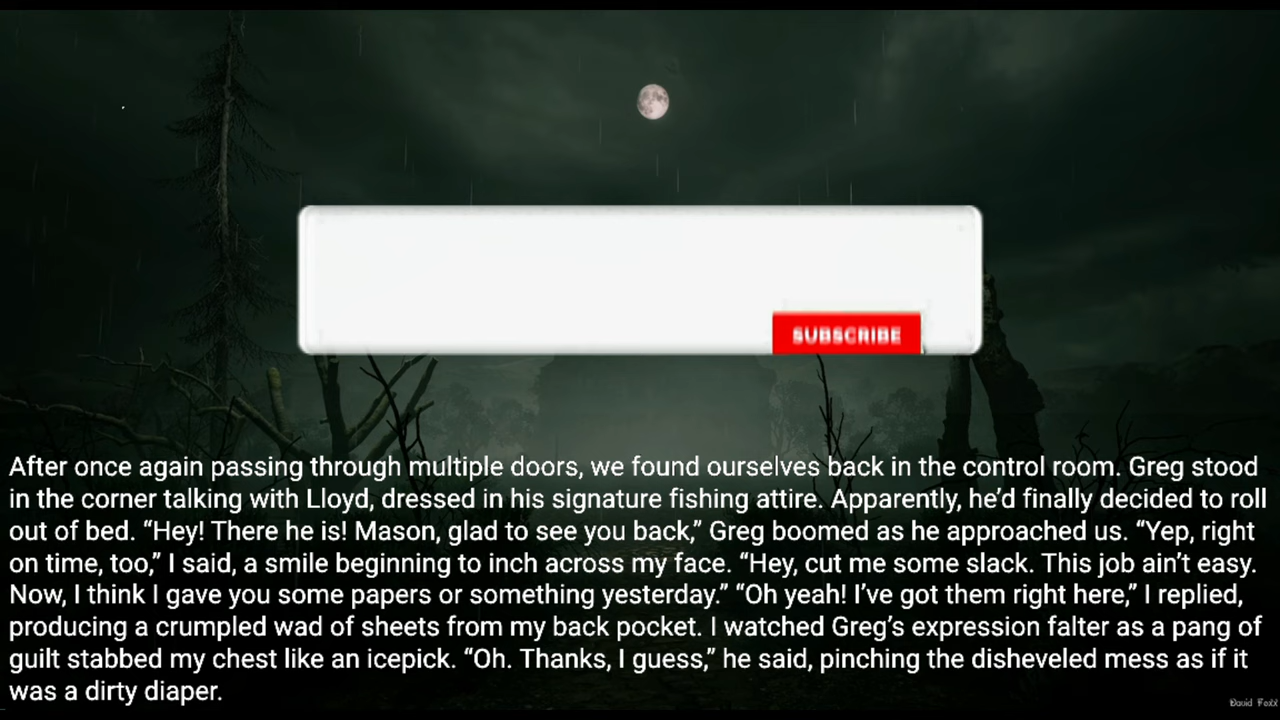 SUBSCRIBE
After once again passing through multiple doors, we found ourselves back in the control room. Greg stood
in the corner talking with Lloyd, dressed in his signature fishing attire. Apparently, he’d finally decided to roll
out of bed. “Hey! There he is! Mason, glad to see you back,” Greg boomed as he approached us. “Yep, right
on time, too,” I said, a smile beginning to inch across my face. “Hey, cut me some slack. This job ain’t easy.
Now, I think I gave you some papers or something yesterday.” “Oh yeah! I’ve got them right here,” I replied,
producing a crumpled wad of sheets from my back pocket. I watched Greg’s expression falter as a pang of
guilt stabbed my chest like an icepick. “Oh. Thanks, I guess,” he said, pinching the disheveled mess as if it
was a dirty diaper.
David Foxx